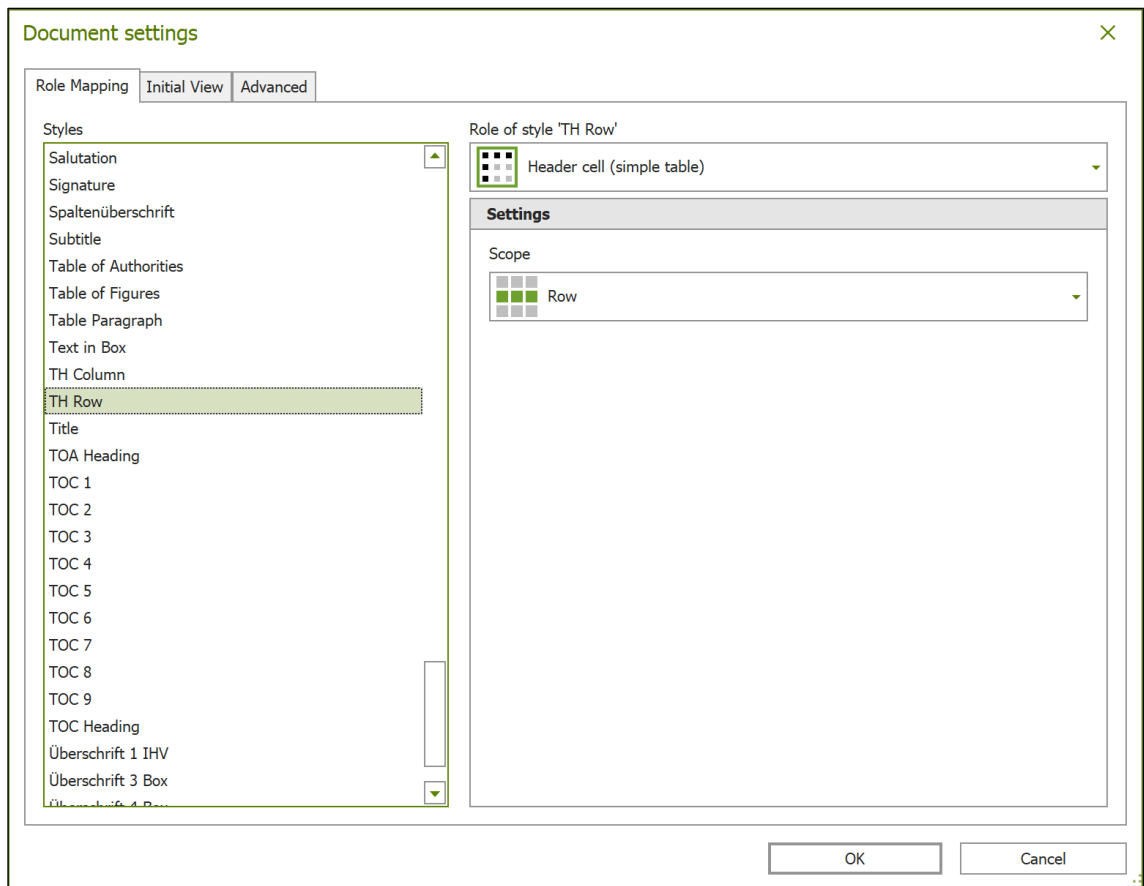 Document settings
Role Mapping
Initial View
Advanced
Styles
Salutation
Signature
Spaltenüberschrift
Subtitle
Table of Authorities
Table of Figures
Table Paragraph
Text in Box
TH Column
TH Row
Title
TOA Heading
TOC 1
TOC 2
TOC 3
TOC 4
TOC 5
TOC 6
TOC 7
TOC 8
TOC 9
TOC Heading
Überschrift 1 IHV
Überschrift 3 Box
Überschrift 4 Box
Role of style 'TH Row'
Header cell (simple table)
Settings
Scope
Row
OK
Cancel